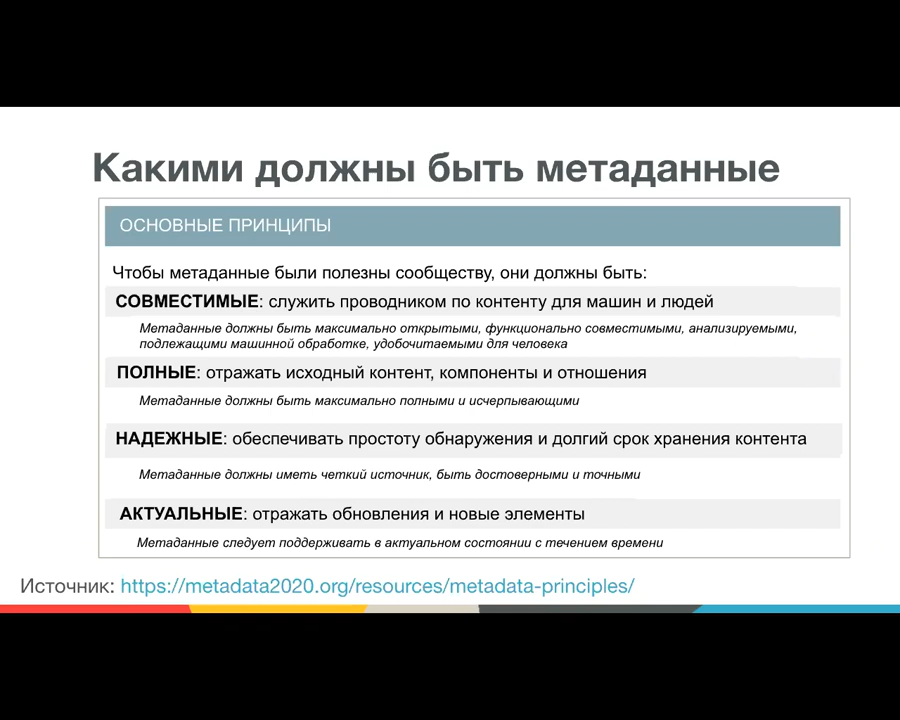 Какими должны быть метаданные
ОСНОВНЫЕ ПРИНЦИПЫ
Чтобы метаданные были полезны сообществу, они должны быть:
СОВМЕСТИМЫЕ: служить проводником по контенту для машин и людей
Метаданные должны быть максимально открытыми, функционально совместимыми, анализируемыми,
подлежащими машинной обработке, удобочитаемыми для человека
ПОЛНЫЕ: отражать исходный контент, компоненты и отношения
Метаданные должны быть максимально полными и исчерпывающими
НАДЕЖНЫЕ: обеспечивать простоту обнаружения и долгий срок хранения контента
Метаданные должны иметь четкий источник, быть достоверными и точными
АКТУАЛЬНЫЕ: отражать обновления и новые элементы
Метаданные следует поддерживать в актуальном состоянии с течением времени
Источник: https://metadata2020.org/resources/metadata-principles/